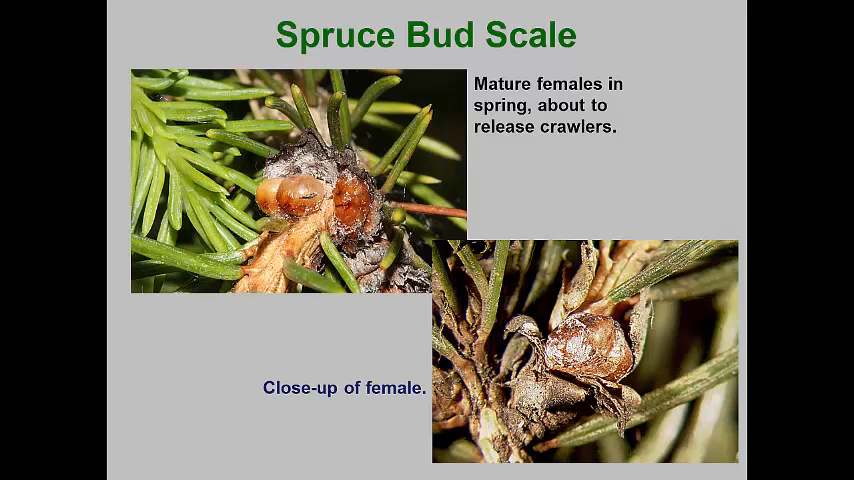 Spruce Bud Scale
Mature females in
spring, about to
release crawlers.
Close-up of female.